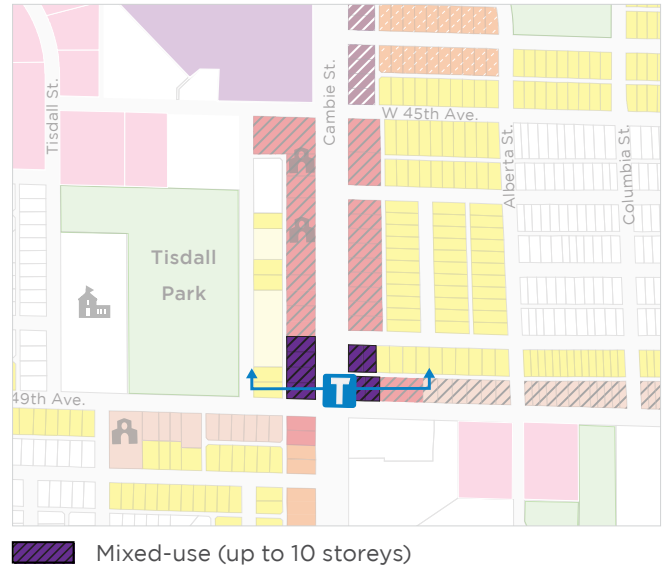 Tisdall St.
Cambie St.
W 45th Ave.
Alberta St.
Columbia St.
Tisdall
Park
T
49th Ave.
Mixed-use (up to 10 storeys)